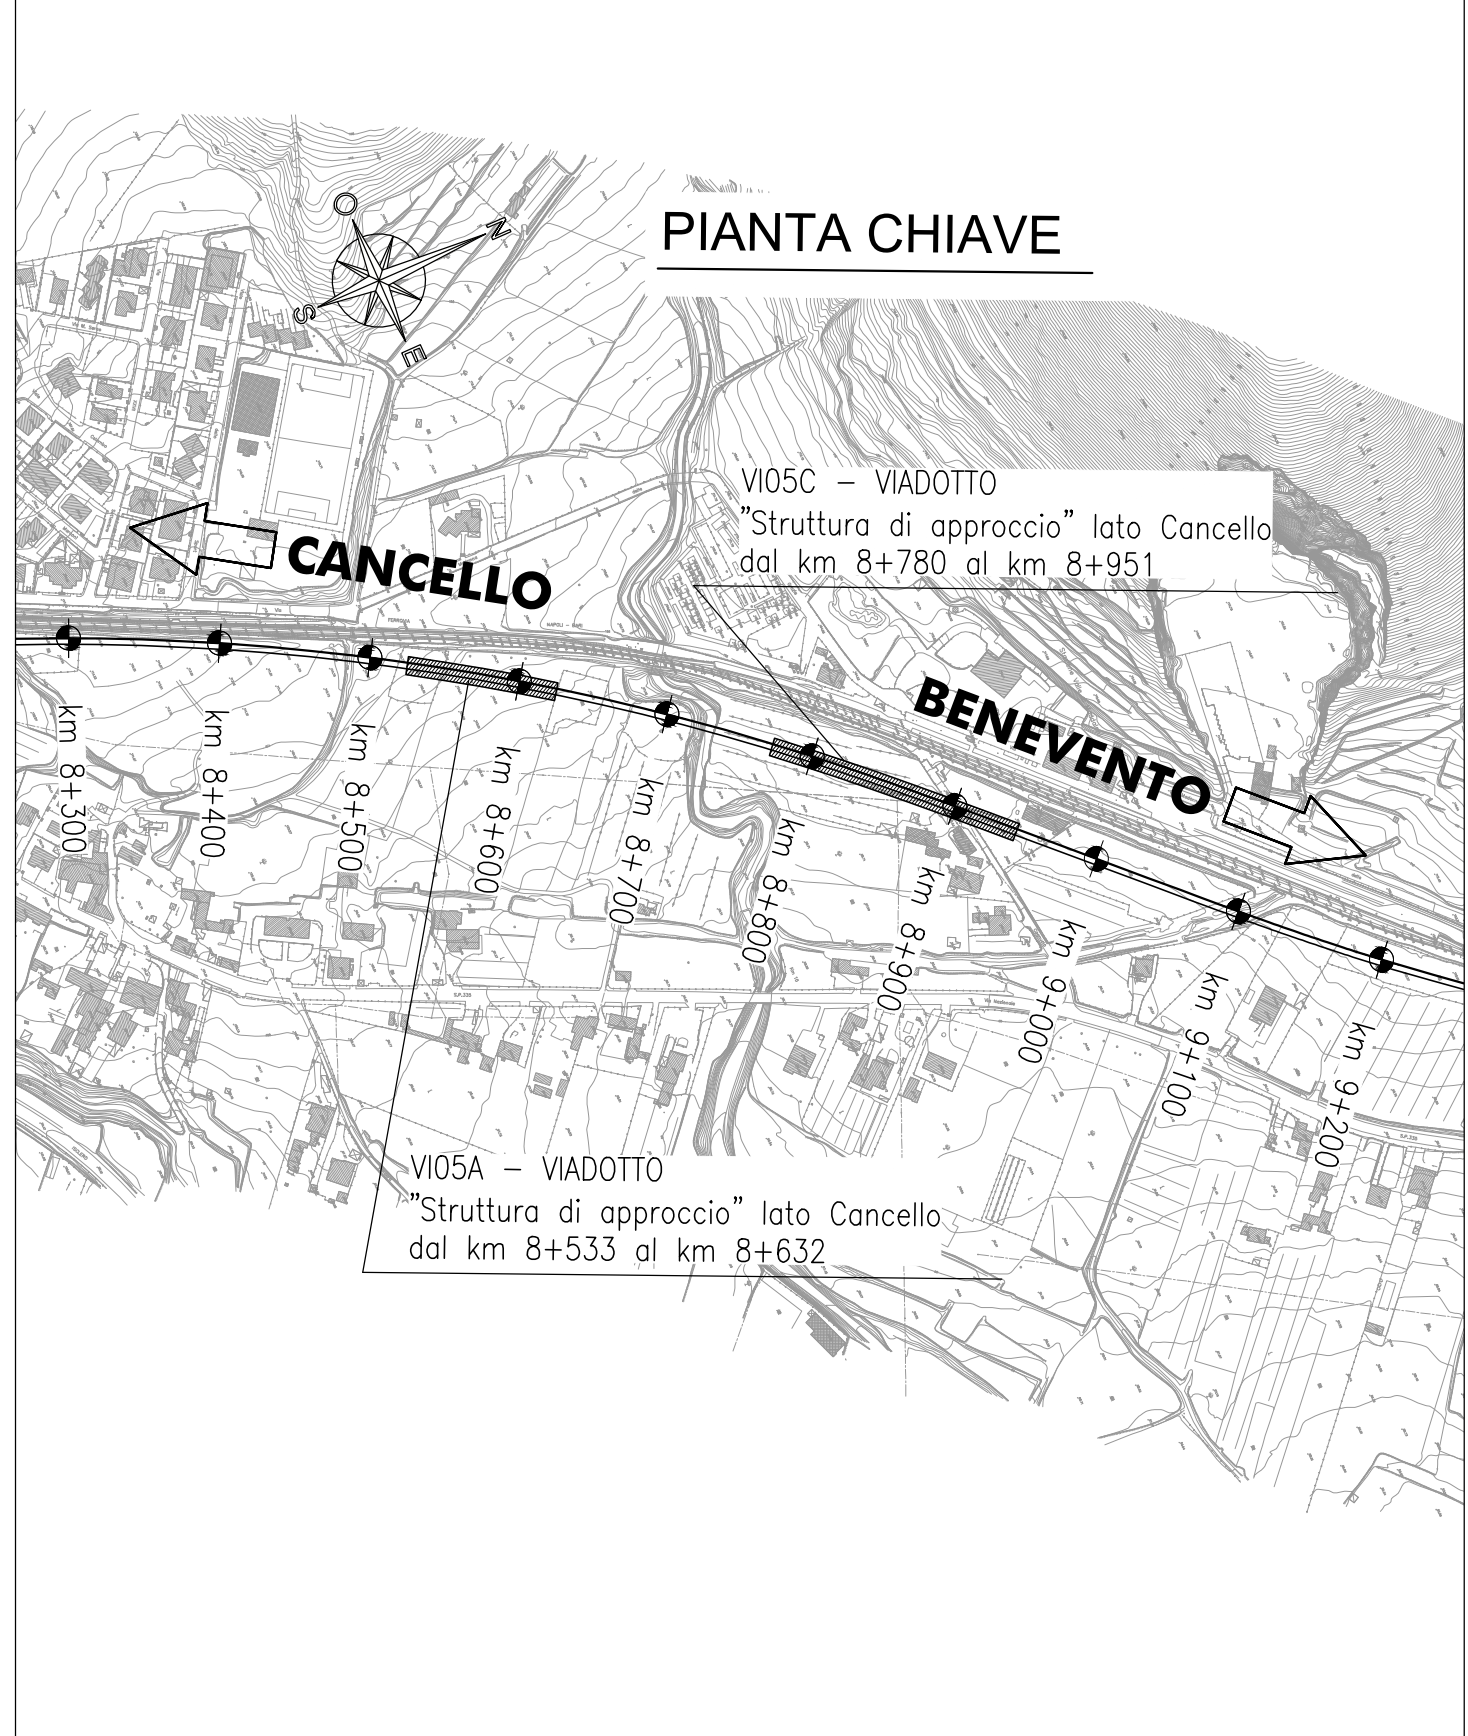 PIANTA CHIAVE
O
N
S
E
VI05C – VIADOTTO
"Struttura di approccio" lato Cancello
dal km 8+780 al km 8+951
CANCELLO
BENEVENTO
km 8+300
km 8+400
km 8+500
km 8+600
km 8+700
km 8+800
km 8+900
km 9+000
km 9+100
km 9+200
S.P.335
Via Nazionale
VI05A – VIADOTTO
"Struttura di approccio" lato Cancello
dal km 8+533 al km 8+632